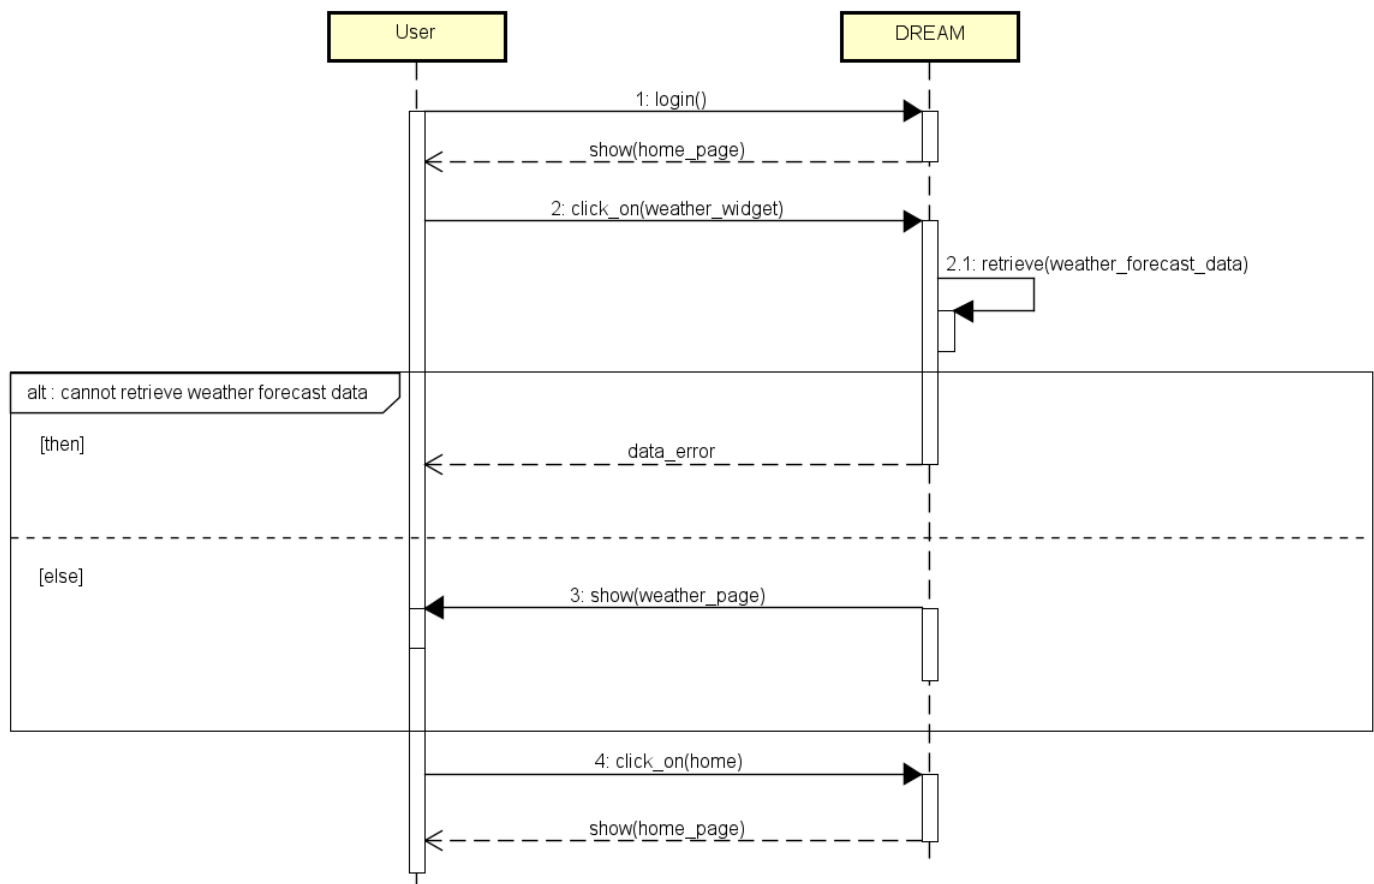 User
DREAM
1: login()
show(home_page)
2: click_on(weather_widget)
2.1: retrieve(weather_forecast_data)
alt : cannot retrieve weather forecast data
[then]
data_error
[else]
3: show(weather_page)
4: click_on(home)
show(home_page)